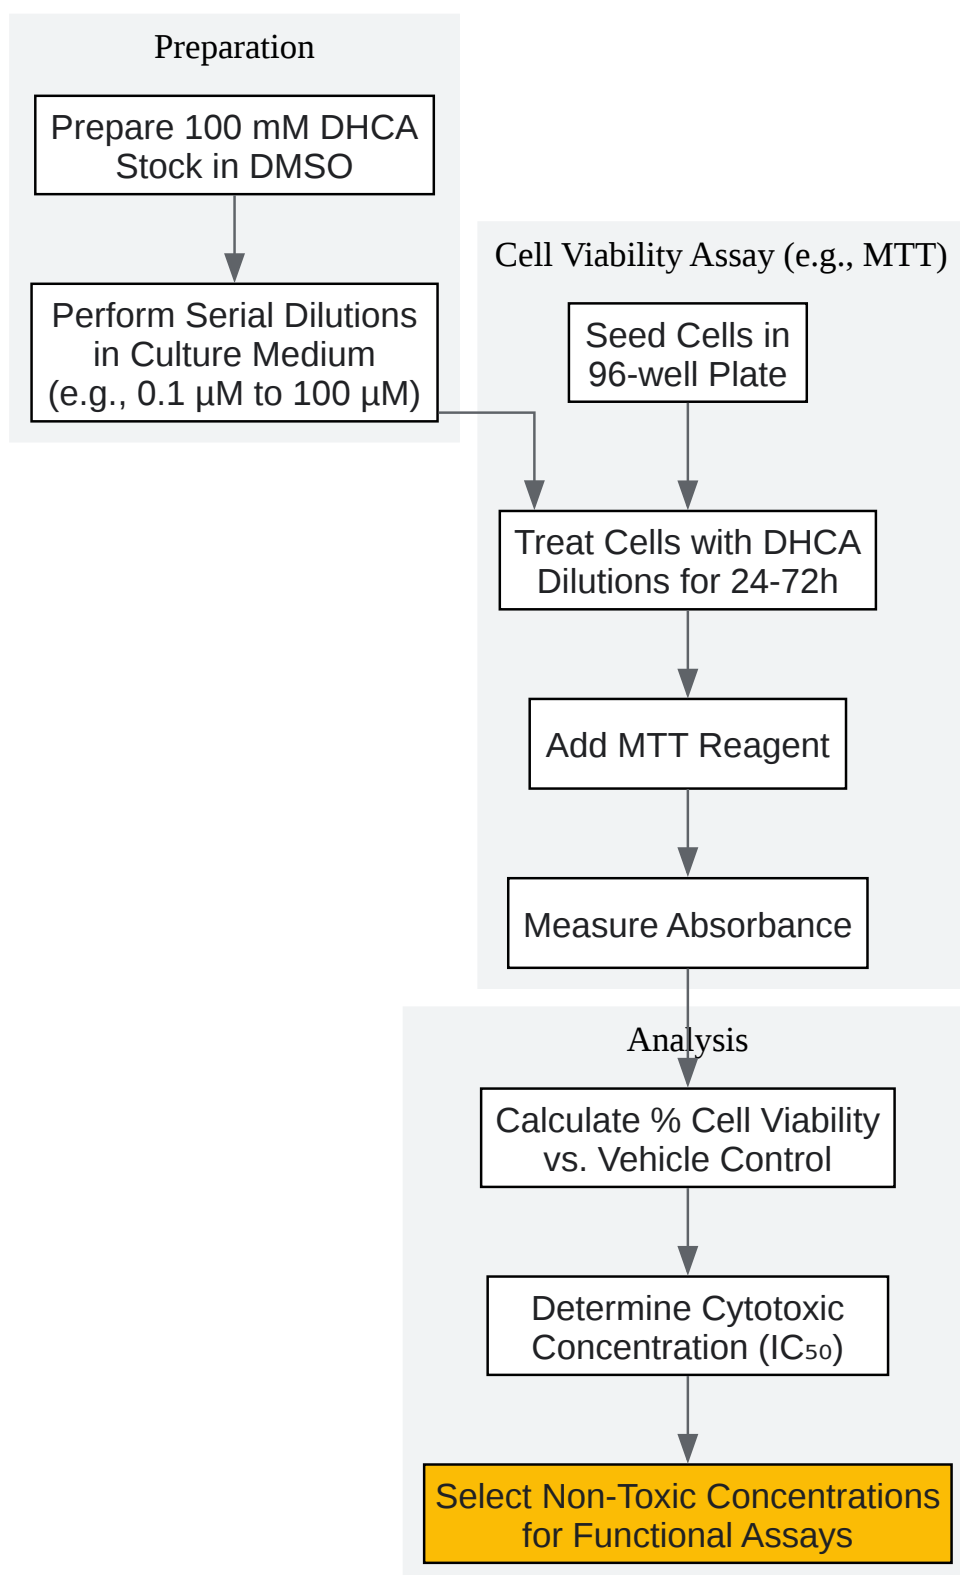 Preparation
Prepare 100 mM DHCA
Stock in DMSO
Perform Serial Dilutions
in Culture Medium
(e.g., 0.1 µM to 100 µM)
Cell Viability Assay (e.g., MTT)
Seed Cells in
96-well Plate
Treat Cells with DHCA
Dilutions for 24-72h
Add MTT Reagent
Measure Absorbance
Analysis
Calculate % Cell Viability
vs. Vehicle Control
Determine Cytotoxic
Concentration (IC₅₀)
Select Non-Toxic Concentrations
for Functional Assays